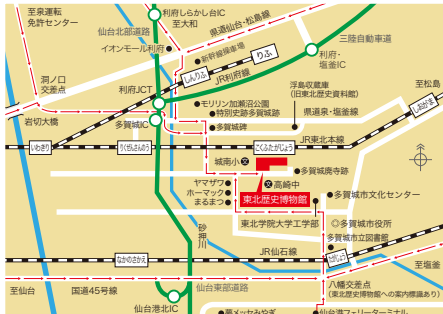 至泉運転
免許センター
利府しらかし台IC
至大和
仙台北部道路
イオンモール利府
県道仙台・松島線
新幹線操車場
三陸自動車道
りふ
利府・
塩釜IC
しんりふ
JR利府線
洞ノ口
交差点
利府JCT
岩切大橋
多賀城IC
モリリン加瀬沼公園
特別史跡多賀城跡
多賀城碑
浮島収蔵庫
(旧東北歴史資料館)
県道泉・塩釜線
至松島
しおがま
JR東北本線
いわきり
りくぜんさんのう
こくふたがじょう
城南小
文
多賀城廃寺跡
文
高崎中
ヤマザワ
ホーマック
まるまつ
東北歴史博物館
多賀城市文化センター
東北学院大学工学部
◎多賀城市役所
多賀城市立図書館
砂押川
JR仙石線
なかのさかえ
たがじょう
至塩釜
至仙台
国道45号線
仙台東部道路
八幡交差点
(東北歴史博物館への案内標識あり)
仙台港北IC
夢メッセみやぎ
仙台港フェリーターミナル